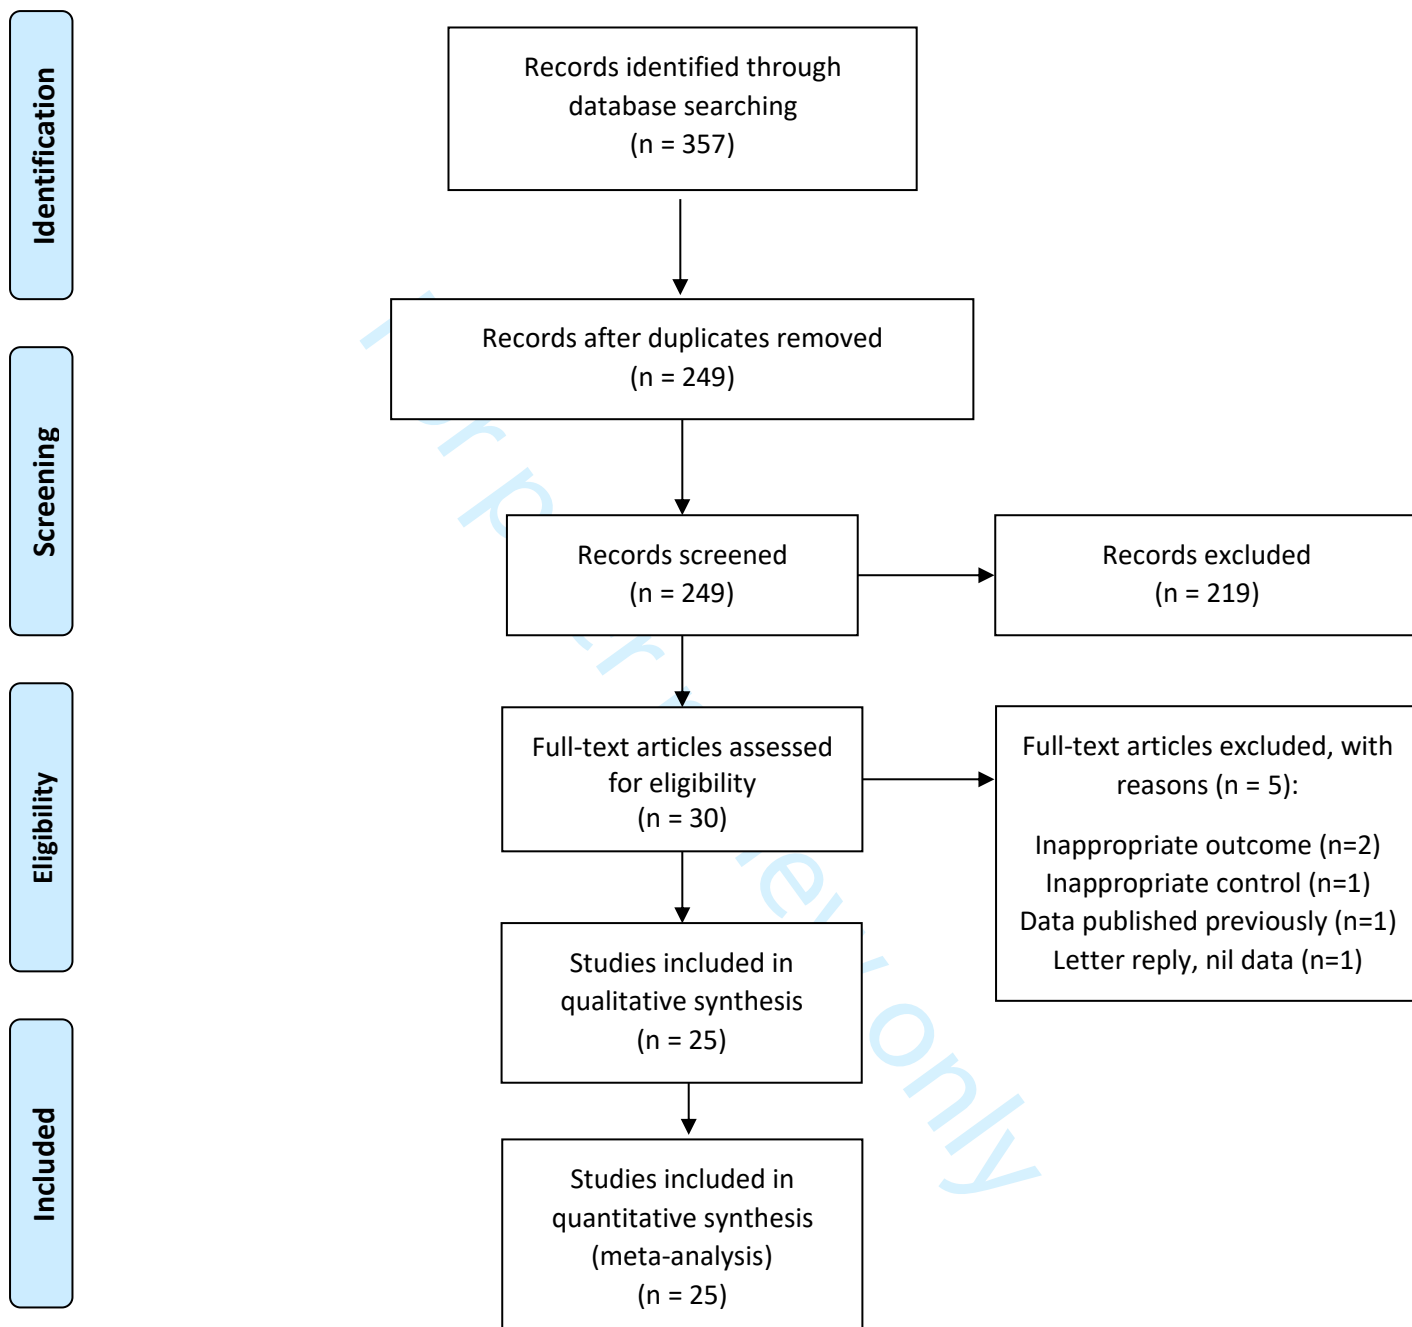 Identification
Records identified through
database searching
(n = 357)
Records after duplicates removed
(n = 249)
Screening
Records screened
(n = 249)
Records excluded
(n = 219)
Eligibility
Full-text articles assessed
for eligibility
(n = 30)
Full-text articles excluded, with
reasons (n = 5):
Inappropriate outcome (n=2)
Inappropriate control (n=1)
Data published previously (n=1)
Letter reply, nil data (n=1)
Studies included in
qualitative synthesis
(n = 25)
Included
Studies included in
quantitative synthesis
(meta-analysis)
(n = 25)
only